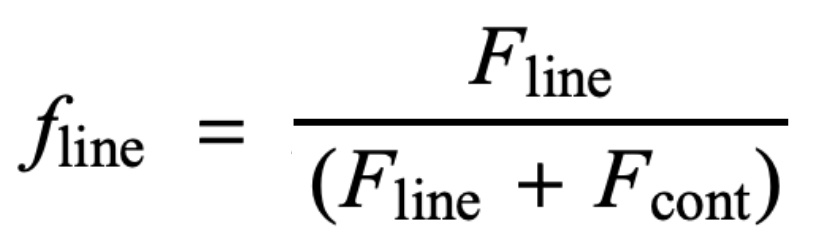 f_line = F_line / (F_line + F_cont)